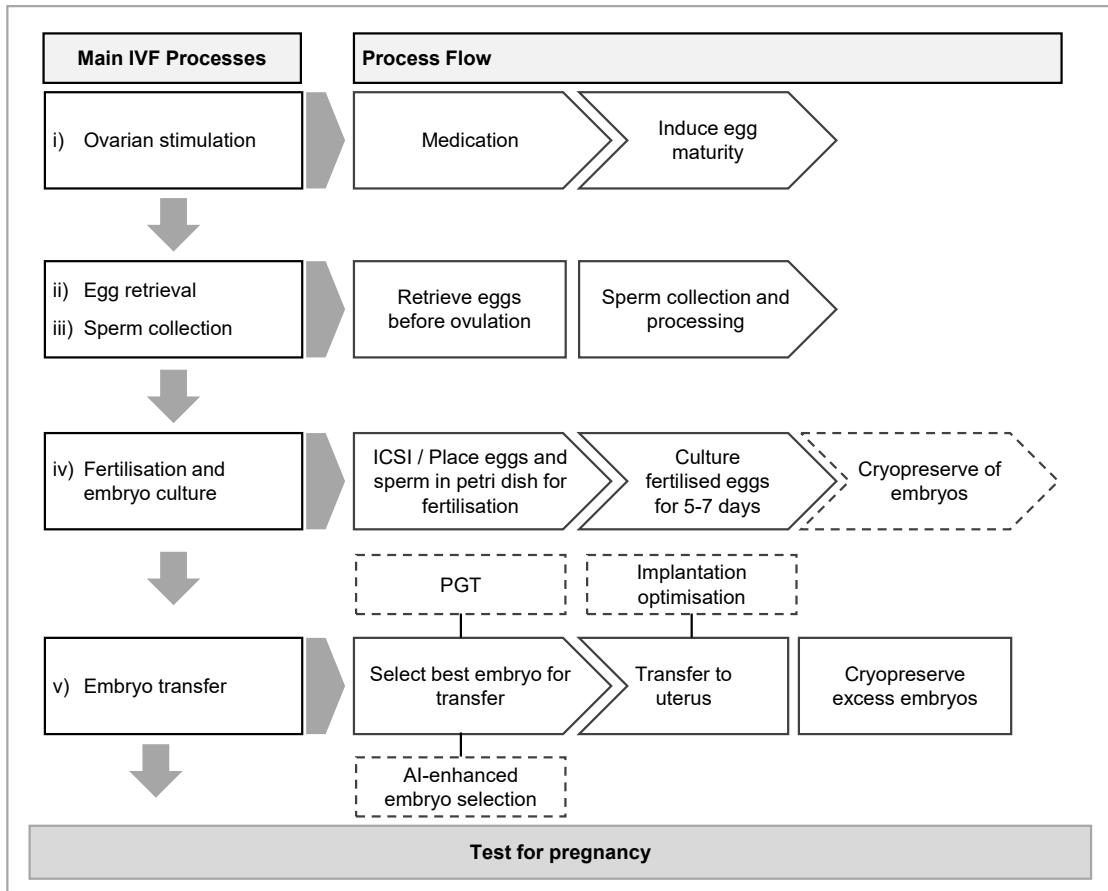 Main IVF Processes
Process Flow
i) Ovarian stimulation
Medication
Induce egg
maturity
ii) Egg retrieval
iii) Sperm collection
Retrieve eggs
before ovulation
Sperm collection and
processing
iv) Fertilisation and
embryo culture
ICSI / Place eggs and
sperm in petri dish for
fertilisation
Culture
fertilised eggs
for 5-7 days
Cryopreserve of
embryos
PGT
Implantation
optimisation
v) Embryo transfer
Select best embryo for
transfer
Transfer to
uterus
Cryopreserve
excess embryos
AI-enhanced
embryo selection
Test for pregnancy